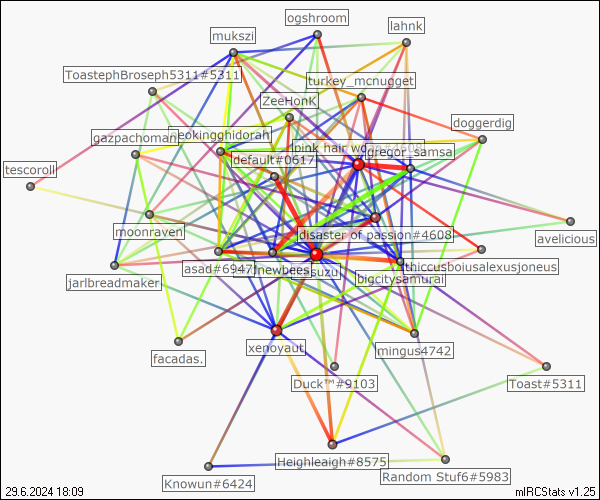 ogshroom
lahnk
mukszi
ToastephBroseph5311#5311
turkey_mcnugget
ZeeHonK
doggerdig
gazpachoman
neokingghidorah
pink hair
gregor_samsa
default#0617
tescoroll
moonraven
disaster of passion#4608
avelicious
asad#6947
newbees
suzu
thiccusboiusalexusjoneus
bigcitysamurai
jarlbreadmaker
xenoyaut
mingus4742
facadas.
Duck™#9103
Toast#5311
Heighleaigh#8575
Random Stuf6#5983
Knowun#6424
29.6.2024 18:09
mIRCStats v1.25